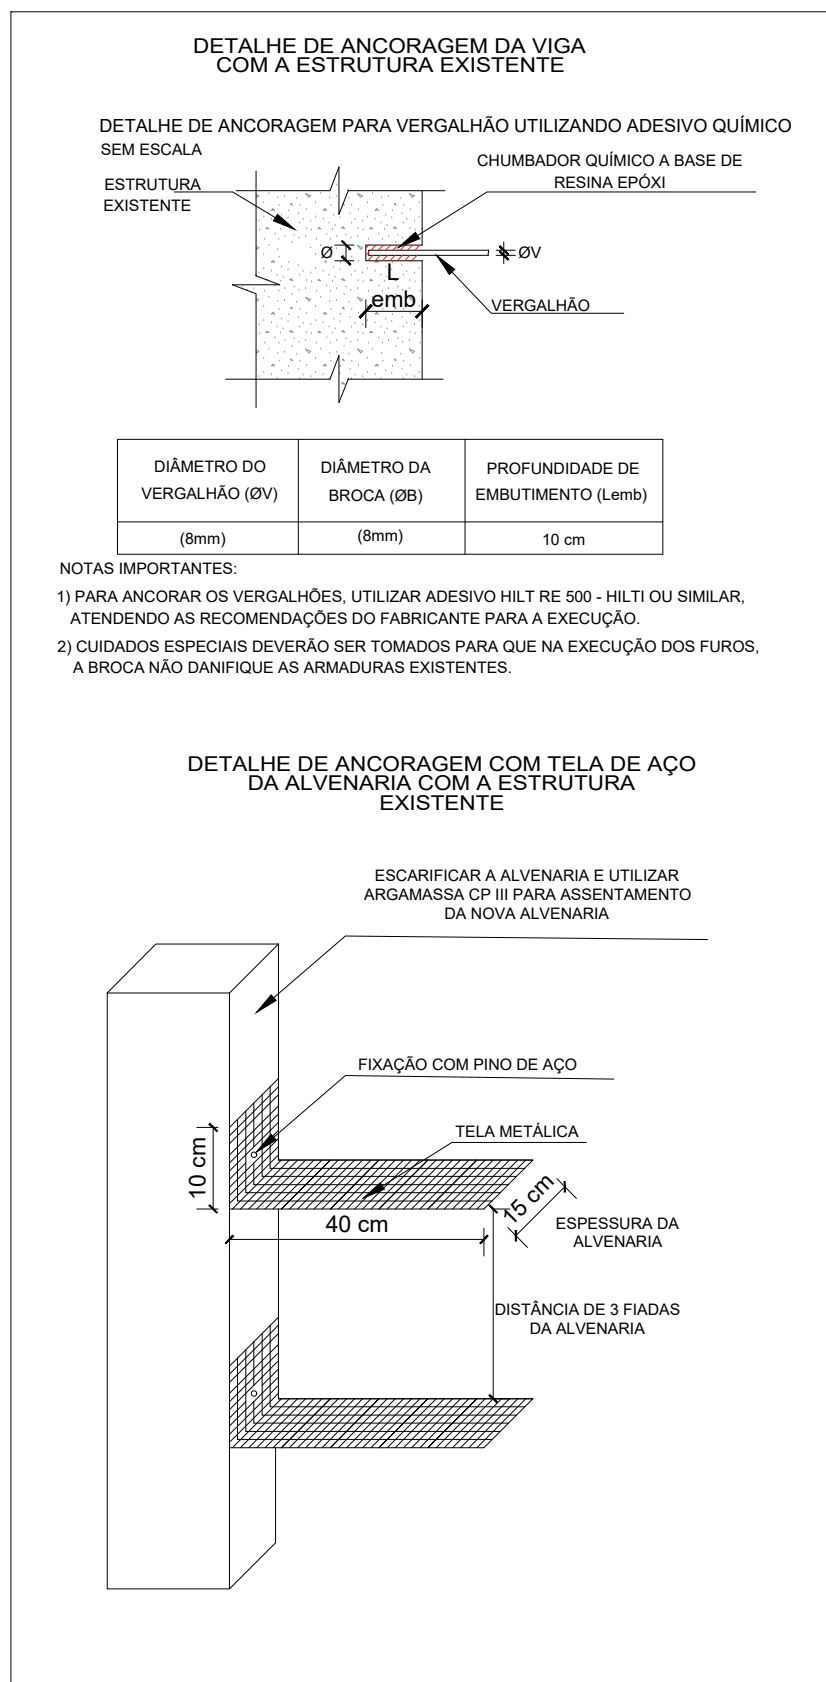 DETALHE DE ANCORAGEM DA VIGA
COM A ESTRUTURA EXISTENTE
DETALHE DE ANCORAGEM PARA VERGALHÃO UTILIZANDO ADESIVO QUÍMICO
SEM ESCALA
CHUMBADOR QUÍMICO A BASE DE
RESINA EPÓXI
ESTRUTURA
EXISTENTE
Ø
ØV
L
emb
VERGALHÃO
DIÂMETRO DO
VERGALHÃO (ØV)
DIÂMETRO DA
BROCA (ØB)
PROFUNDIDADE DE
EMBUTIMENTO (Lemb)
(8mm)
(8mm)
10 cm
NOTAS IMPORTANTES:
1) PARA ANCORAR OS VERGALHÕES, UTILIZAR ADESIVO HILT RE 500 - HILTI OU SIMILAR,
ATENDENDO AS RECOMENDAÇÕES DO FABRICANTE PARA A EXECUÇÃO.
2) CUIDADOS ESPECIAIS DEVERÃO SER TOMADOS PARA QUE NA EXECUÇÃO DOS FUROS,
A BROCA NÃO DANIFIQUE AS ARMADURAS EXISTENTES.
DETALHE DE ANCORAGEM COM TELA DE AÇO
DA ALVENARIA COM A ESTRUTURA
EXISTENTE
ESCARIFICAR A ALVENARIA E UTILIZAR
ARGAMASSA CP III PARA ASSENTAMENTO
DA NOVA ALVENARIA
FIXAÇÃO COM PINO DE AÇO
TELA METÁLICA
10 cm
40 cm
15 cm
ESPESSURA DA
ALVENARIA
DISTÂNCIA DE 3 FIADAS
DA ALVENARIA